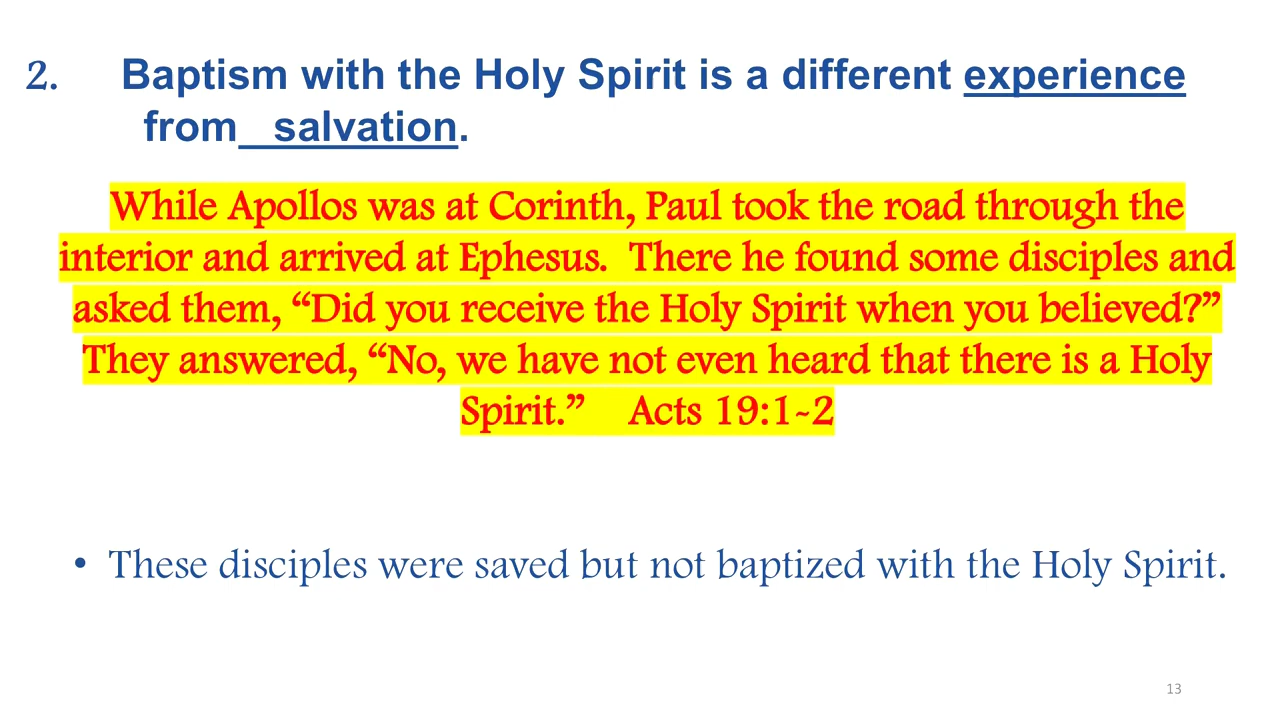 2. Baptism with the Holy Spirit is a different experience
from   salvation.
While Apollos was at Corinth, Paul took the road through the
interior and arrived at Ephesus.  There he found some disciples and
asked them, “Did you receive the Holy Spirit when you believed?”
They answered, “No, we have not even heard that there is a Holy
Spirit.”    Acts 19:1-2
• These disciples were saved but not baptized with the Holy Spirit.
13